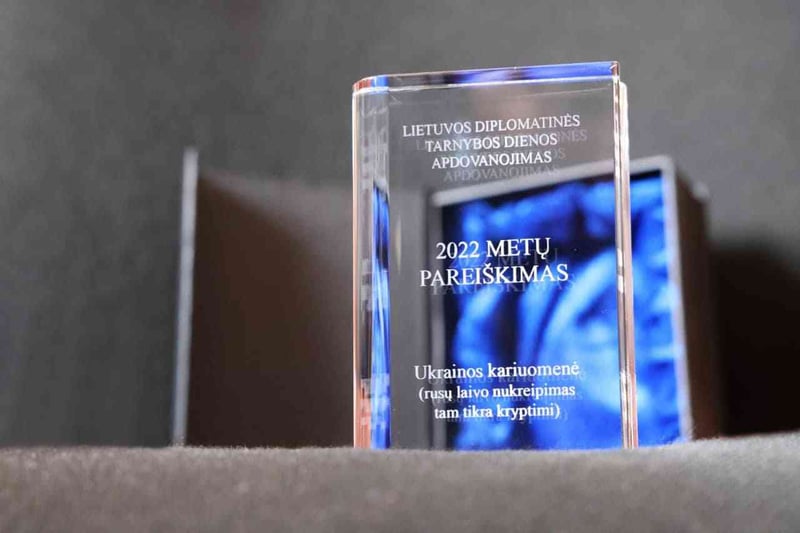 LIETUVOS DIPLOMATINĖS
TARNYBOS DIENOS
APDOVANOJIMAS
2022 METŲ
PAREIŠKIMAS
Ukrainos kariuomenė
(rusų laivo nukreipimas
tam tikra kryptimi)